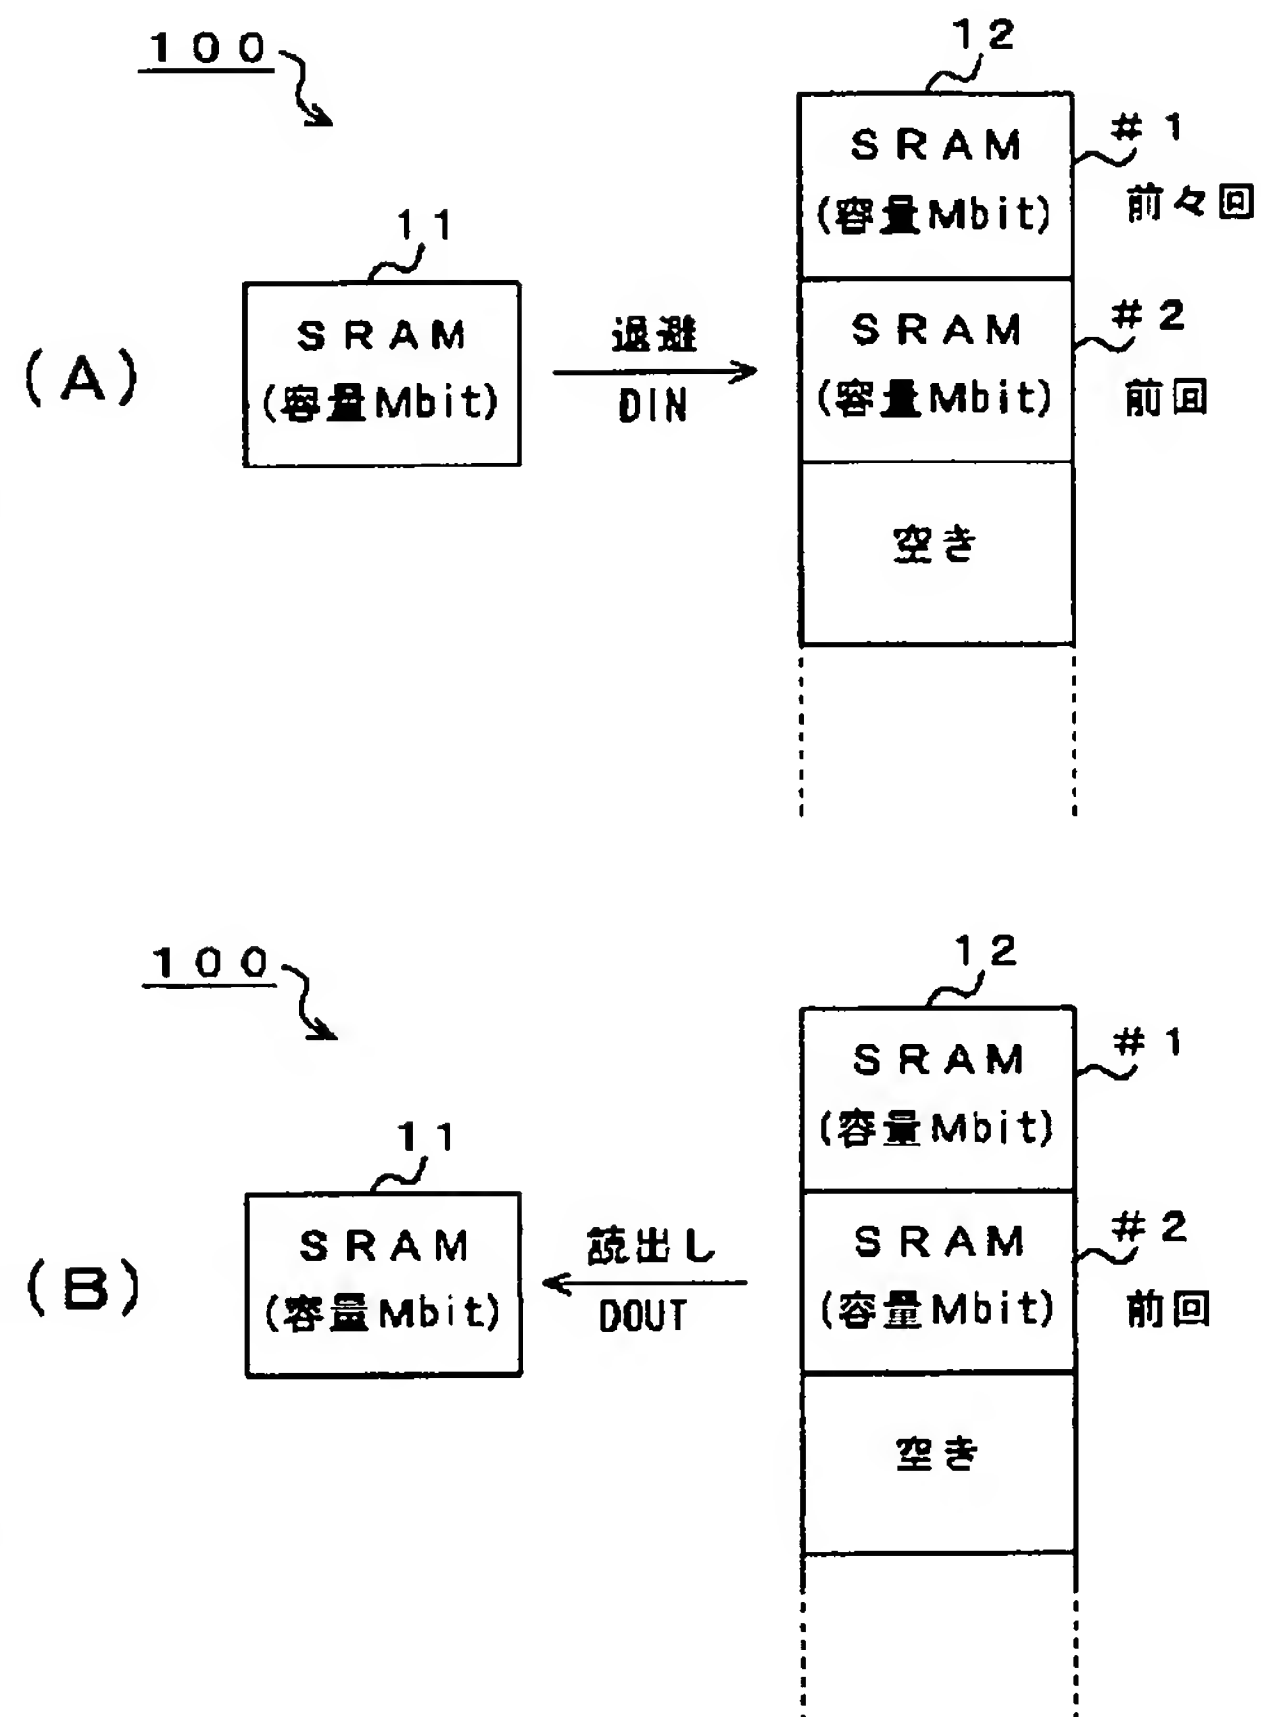 100
12
SRAM
(容量Mbit)
#1
前々回
11
SRAM
(容量Mbit)
(A)
退避
DIN
SRAM
(容量Mbit)
#2
前回
空き
100
12
SRAM
(容量Mbit)
#1
11
SRAM
(容量Mbit)
(B)
読出し
DOUT
SRAM
(容量Mbit)
#2
前回
空き